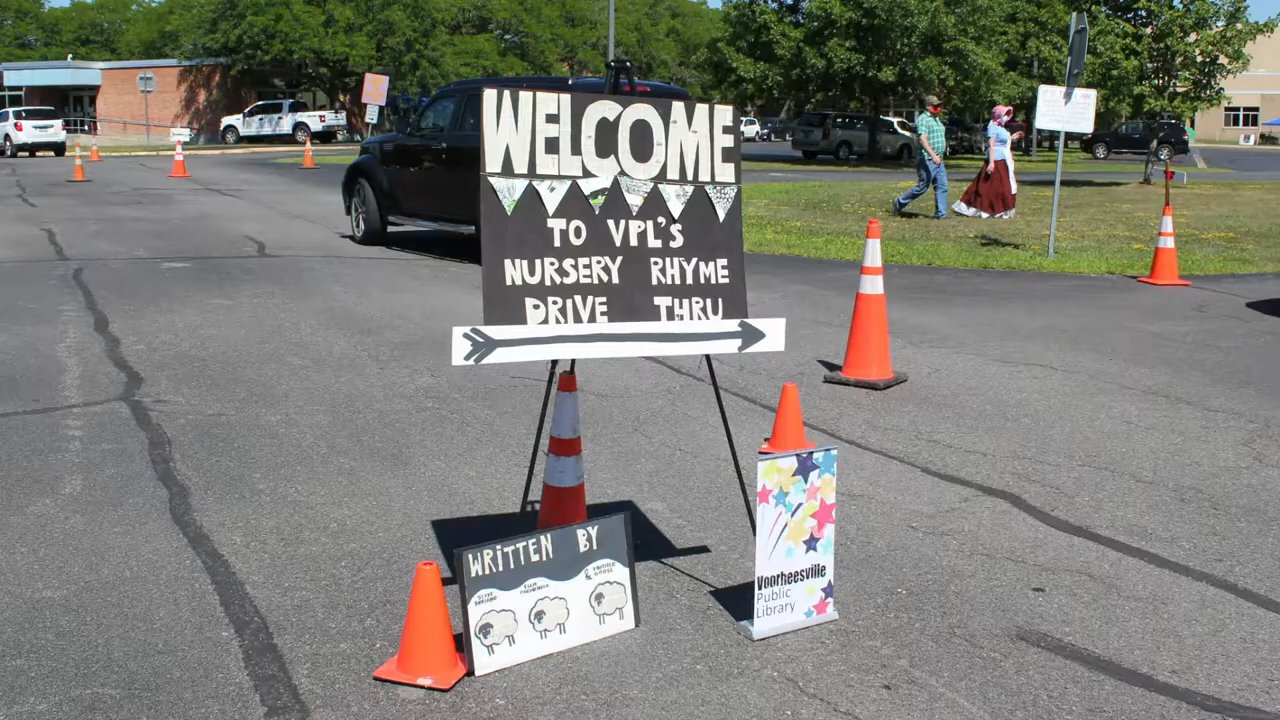 WELCOME
TO VPL'S
NURSERY RHYME
DRIVE THRU
WRITTEN BY
& MOTHER
GOOSE
Voorheesville
Public
Library